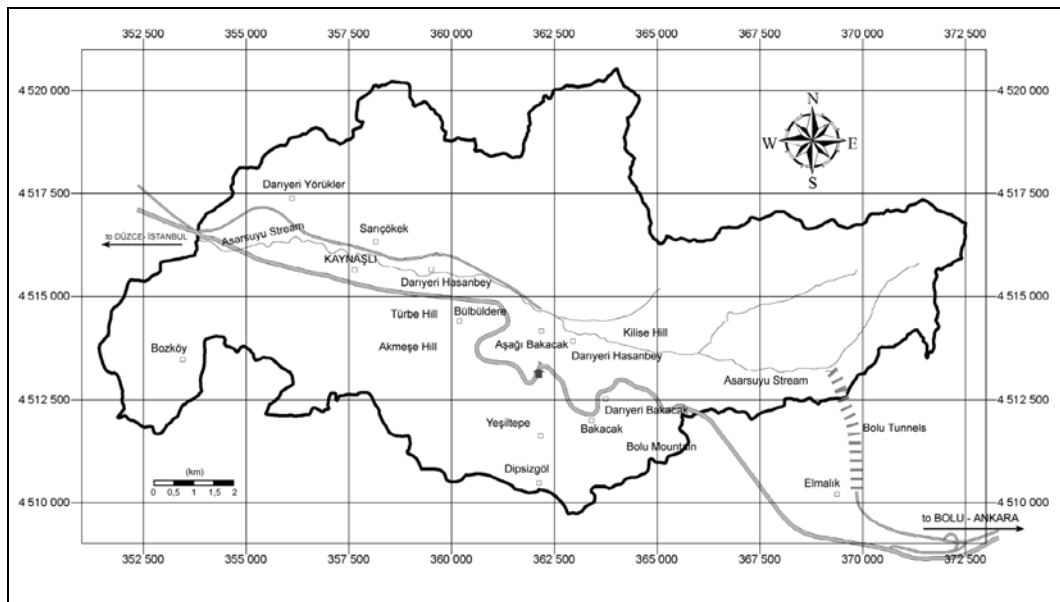 352 500 355 000 357 500 360 000 362 500 365 000 367 500 370 000 372 500
4 520 000 4 520 000
N
W E
S
4 517 500 4 517 500
Darıyeri Yörükler
to DÜZCE- İSTANBUL
Asarsuyu Stream
Sarıçökek
KAYNAŞLI
Darıyeri Hasanbey
4 515 000 4 515 000
Türbe Hill
Bülbüldere
Kilise Hill
Akmeşe Hill
Aşağı Bakacak
Darıyeri Hasanbey
Bozköy
Asarsuyu Stream
4 512 500 4 512 500
Darıyeri Bakacak
Yeşiltepe
Bakacak
Bolu Tunnels
Bolu Mountain
Dipsizgöl
(km)
0 0,5 1 1,5 2
Elmalık
4 510 000 4 510 000
to BOLU - ANKARA
352 500 355 000 357 500 360 000 362 500 365 000 367 500 370 000 372 500